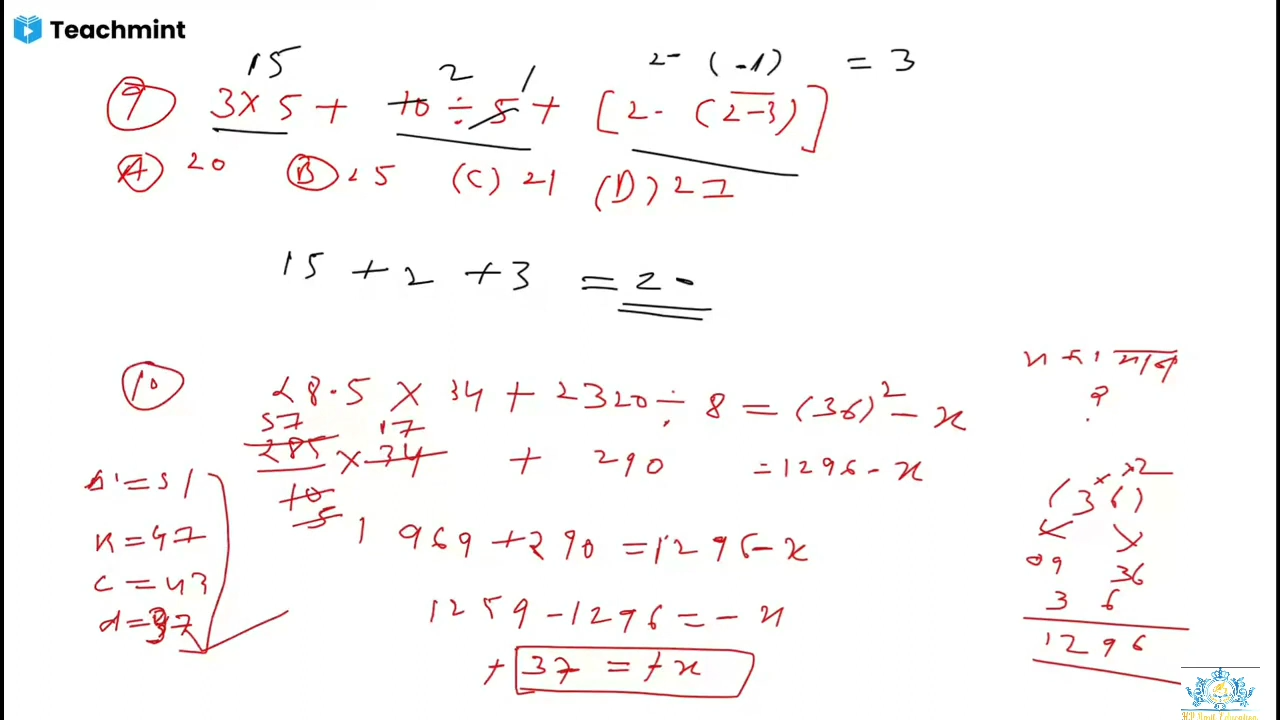 Teachmint
15 2 1 2- (-1) = 3
9 3 × 5 + 10 ÷ 5 + [2 - (2-3)]
(A) 20 (B) 25 (C) 21 (D) 27
15 + 2 + 3 = 20
10 28.5 × 34 + 2320 ÷ 8 = (36)² - x
?
57 17
285 × 34 + 290 = 1296 - x
10
5
969 + 290 = 1296 - x
1259 - 1296 = - x
+ 37 = + x
= 51
= 47
c = 43
d = 37
×2
(36)
09 36
3 6
1296